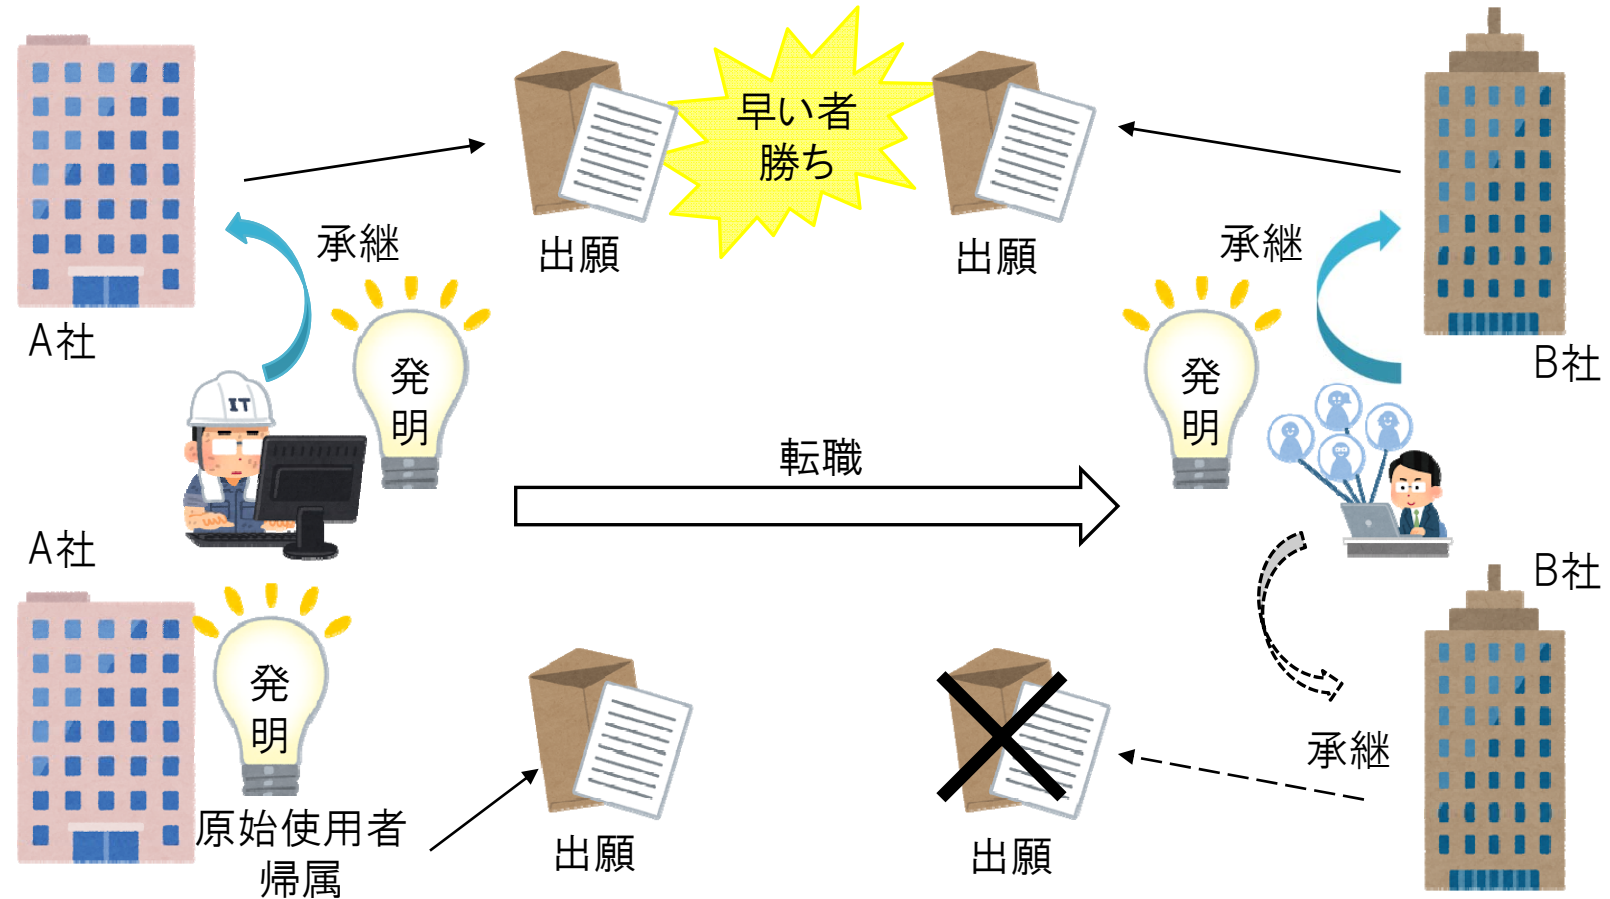 早い者
勝ち
承継
出願
出願
承継
A社
発
明
発
明
B社
IT
転職
A社
B社
発
明
承継
原始使用者
帰属
出願
出願